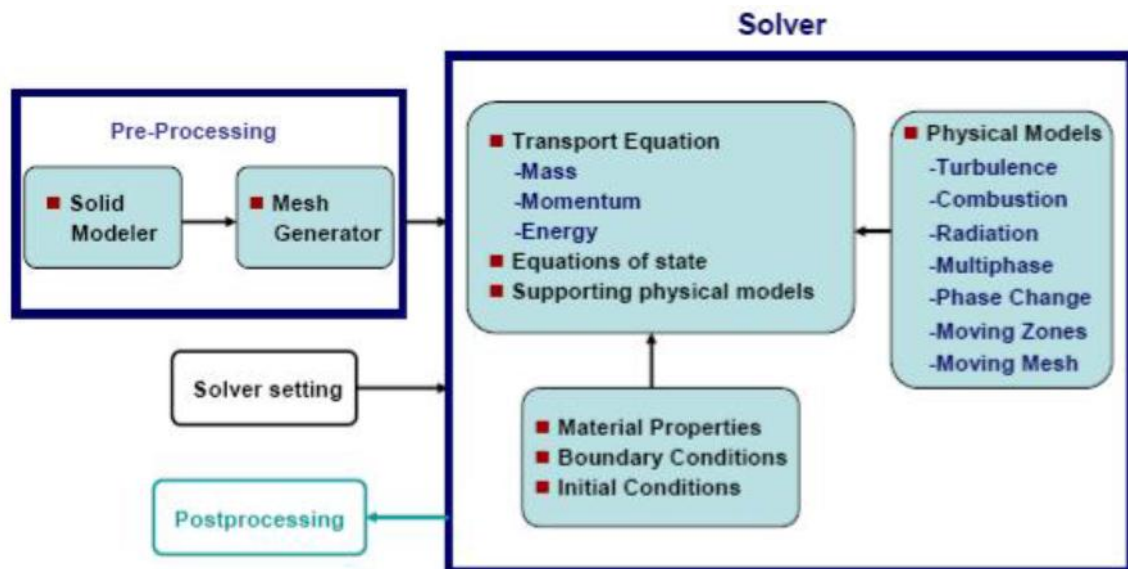 Solver
Pre-Processing
Solid
Modeler
Mesh
Generator
Transport Equation
-Mass
-Momentum
-Energy
Equations of state
Supporting physical models
Physical Models
-Turbulence
-Combustion
-Radiation
-Multiphase
-Phase Change
-Moving Zones
-Moving Mesh
Solver setting
Material Properties
Boundary Conditions
Initial Conditions
Postprocessing